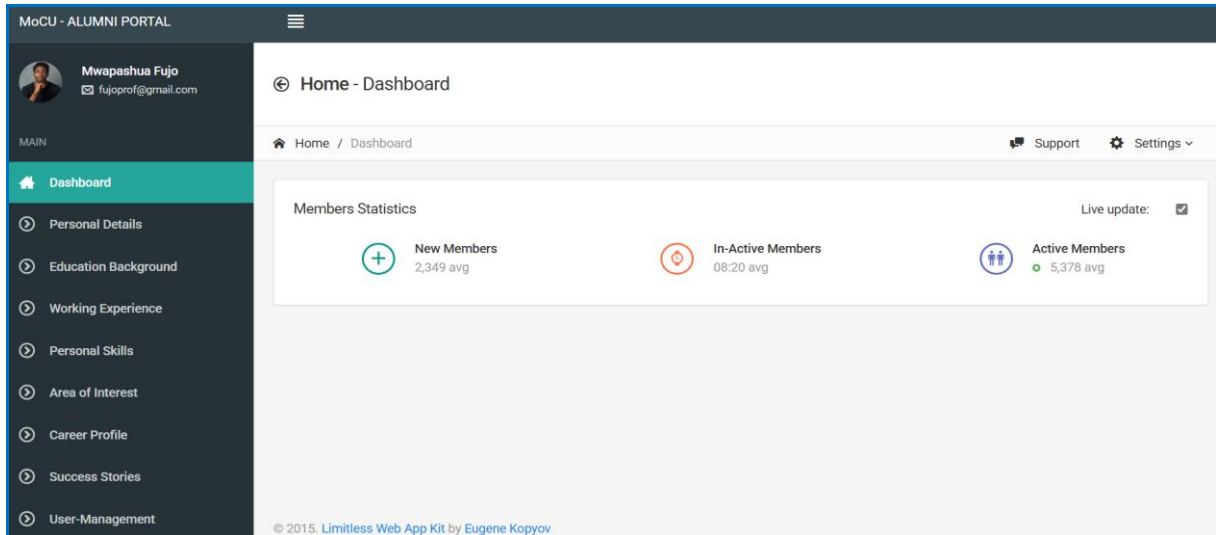 MoCU - ALUMNI PORTAL
Mwapashua Fujo
fujoprof@gmail.com
MAIN
Dashboard
Personal Details
Education Background
Working Experience
Personal Skills
Area of Interest
Career Profile
Success Stories
User-Management
Home - Dashboard
Home / Dashboard
Support
Settings
Members Statistics
Live update:
New Members
2,349 avg
In-Active Members
08:20 avg
Active Members
5,378 avg
© 2015. Limitless Web App Kit by Eugene Kopyov